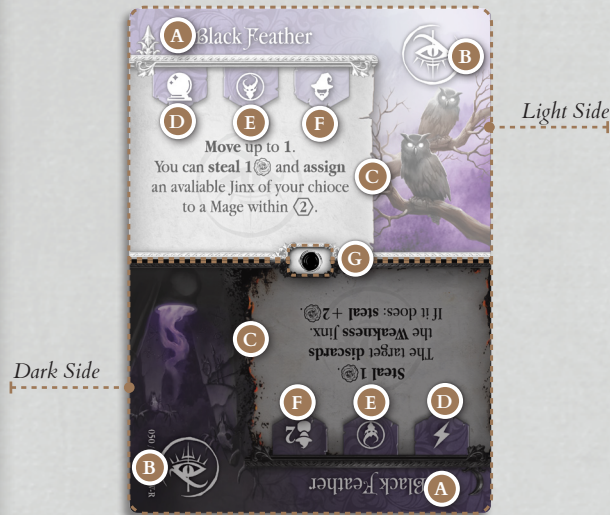 A
Black Feather
B
Light Side
D
E
F
Move up to 1.
You can steal 1 and assign
an avaliable Jinx of your chioce
to a Mage within 2.
C
G
C
Steal 1.
The target discards
the Weakness Jinx.
If it does: steal + 2.
Dark Side
F
E
D
2
B
Black Feather
A